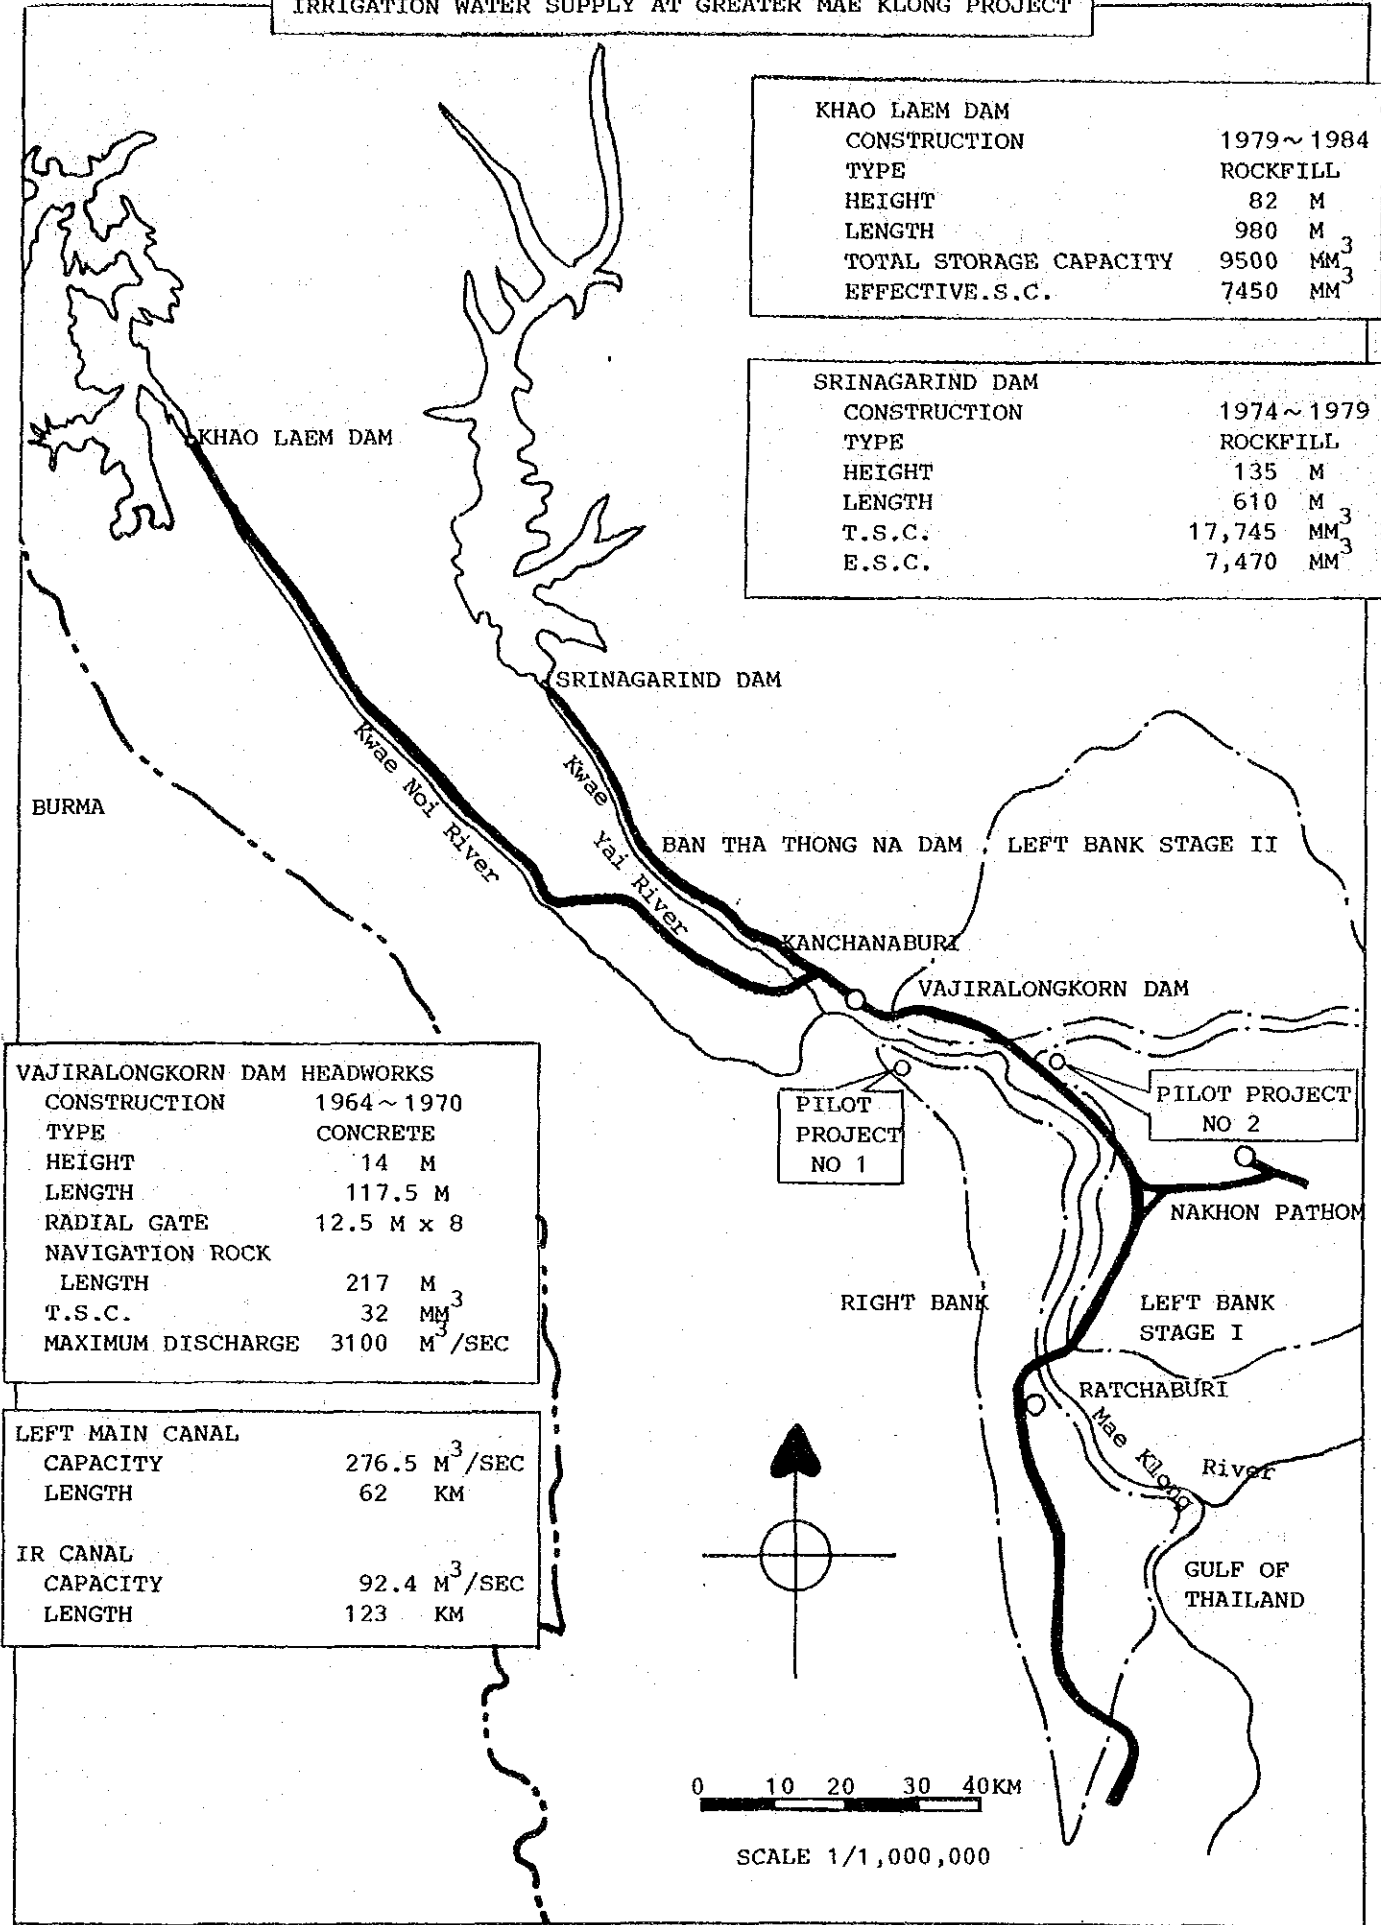 IRRIGATION WATER SUPPLY AT GREATER MAE KLONG PROJECT
KHAO LAEM DAM
CONSTRUCTION 1979~1984
TYPE ROCKFILL
HEIGHT 82 M
LENGTH 980 M
TOTAL STORAGE CAPACITY 9500 MM³
EFFECTIVE.S.C. 7450 MM³
SRINAGARIND DAM
CONSTRUCTION 1974~1979
TYPE ROCKFILL
HEIGHT 135 M
LENGTH 610 M
T.S.C. 17,745 MM³
E.S.C. 7,470 MM³
KHAO LAEM DAM
SRINAGARIND DAM
Kwae Noi River
Kwae Yai River
BURMA
BAN THA THONG NA DAM
LEFT BANK STAGE II
KANCHANABURI
VAJIRALONGKORN DAM
PILOT
PROJECT
NO 1
PILOT PROJECT
NO 2
NAKHON PATHOM
RIGHT BANK
LEFT BANK
STAGE I
RATCHABURI
Mae Kilong River
GULF OF
THAILAND
VAJIRALONGKORN DAM HEADWORKS
CONSTRUCTION 1964~1970
TYPE CONCRETE
HEIGHT 14 M
LENGTH 117.5 M
RADIAL GATE 12.5 M x 8
NAVIGATION ROCK
LENGTH 217 M
T.S.C. 32 MM³
MAXIMUM DISCHARGE 3100 M³/SEC
LEFT MAIN CANAL
CAPACITY 276.5 M³/SEC
LENGTH 62 KM
IR CANAL
CAPACITY 92.4 M³/SEC
LENGTH 123 KM
0 10 20 30 40KM
SCALE 1/1,000,000